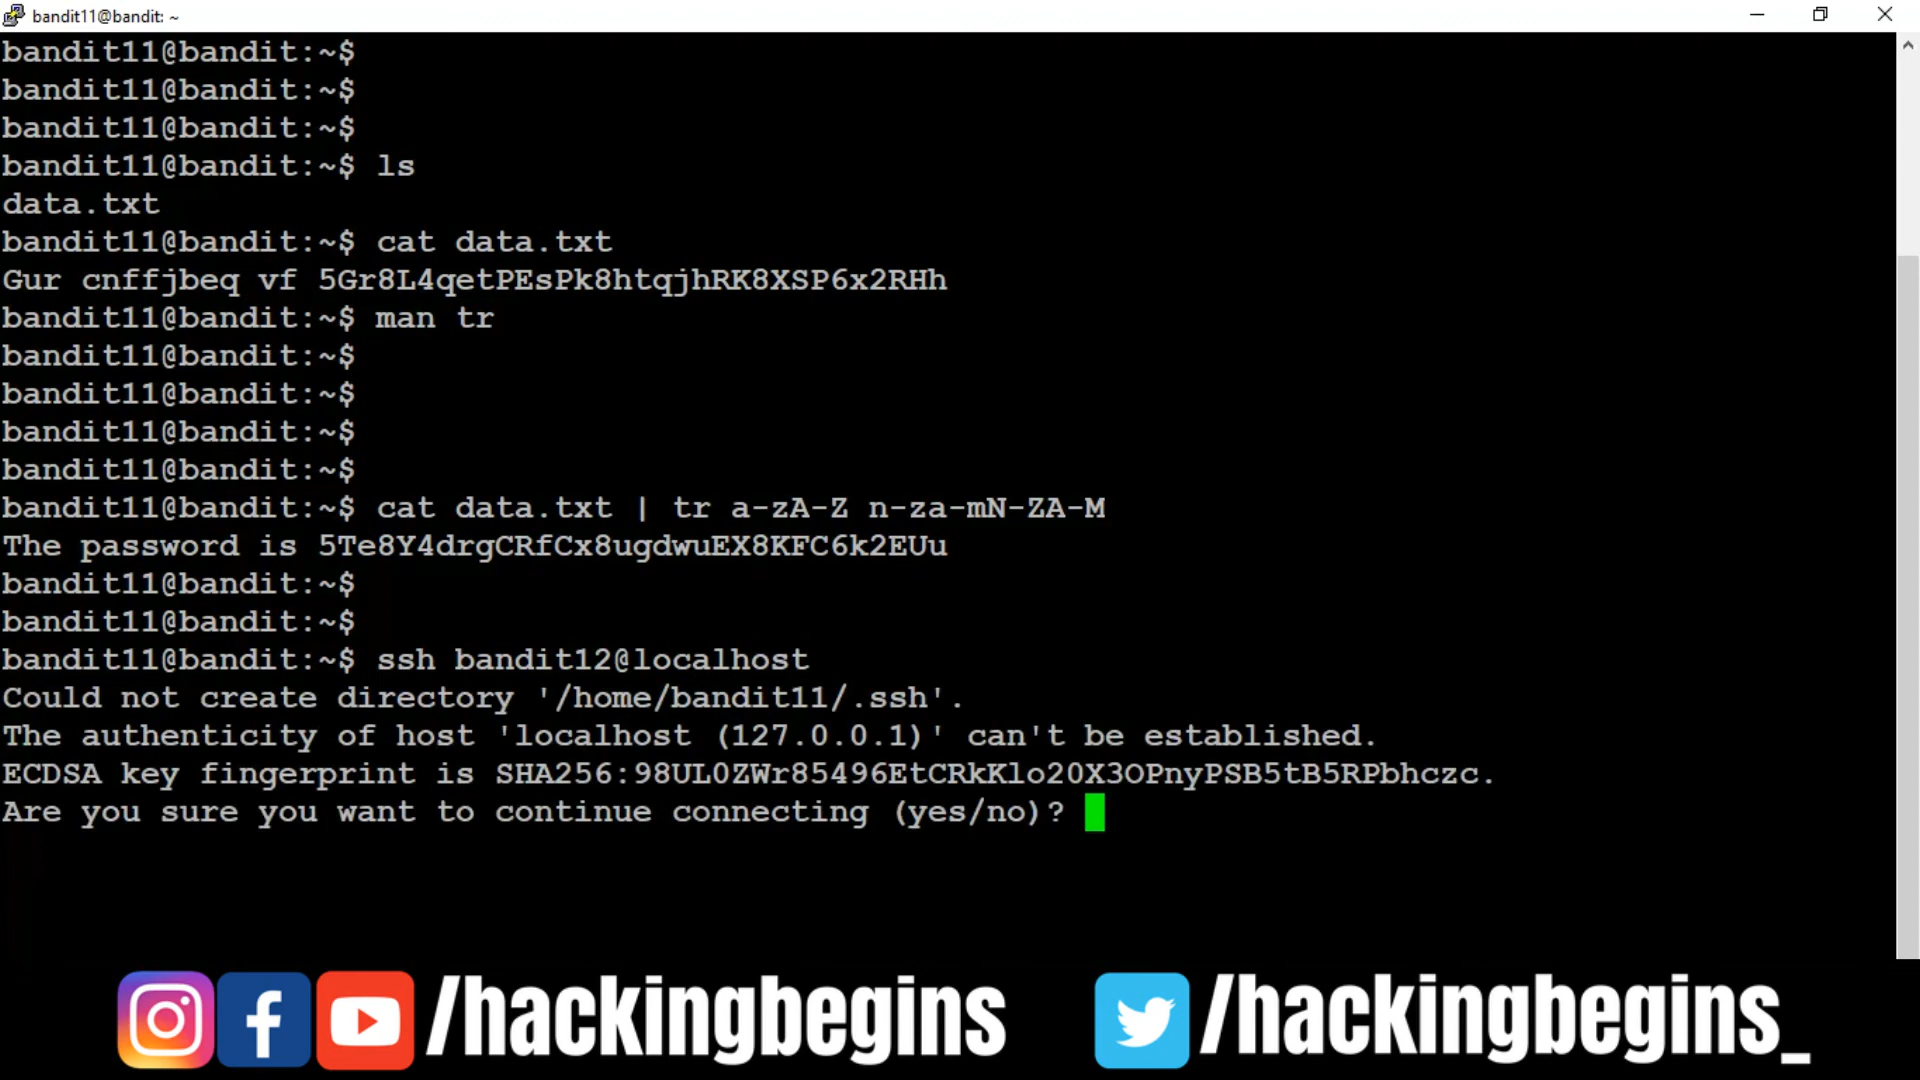 bandit11@bandit: ~
bandit11@bandit:~$
bandit11@bandit:~$
bandit11@bandit:~$
bandit11@bandit:~$ ls
data.txt
bandit11@bandit:~$ cat data.txt
Gur cnffjbeq vf 5Gr8L4qetPEsPk8htqjhRK8XSP6x2RHh
bandit11@bandit:~$ man tr
bandit11@bandit:~$
bandit11@bandit:~$
bandit11@bandit:~$
bandit11@bandit:~$
bandit11@bandit:~$ cat data.txt | tr a-zA-Z n-za-mN-ZA-M
The password is 5Te8Y4drgCRfCx8ugdwuEX8KFC6k2EUu
bandit11@bandit:~$
bandit11@bandit:~$
bandit11@bandit:~$ ssh bandit12@localhost
Could not create directory '/home/bandit11/.ssh'.
The authenticity of host 'localhost (127.0.0.1)' can't be established.
ECDSA key fingerprint is SHA256:98UL0ZWr85496EtCRkKlo20X3OPnyPSB5tB5RPbhczc.
Are you sure you want to continue connecting (yes/no)?
/hackingbegins /hackingbegins_